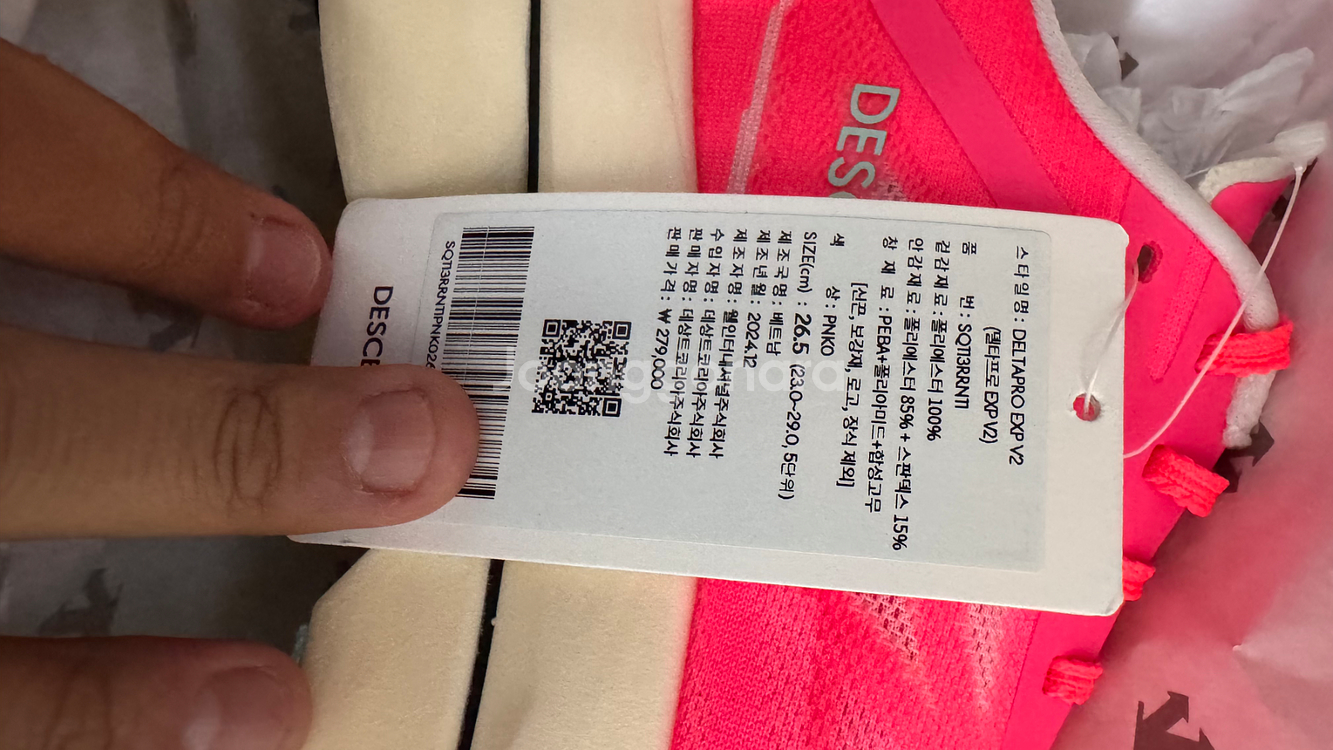 스타일명 : DELTAPRO EXP V2
(델타프로 EXP V2)
품 번 : SQT13RRN11
겉감재료 : 폴리에스터 100%
안감재료 : 폴리에스터 85% + 스판덱스 15%
창 재 료 : PEBA+폴리아미드+합성고무
[신끈, 보강재, 로고, 장식 제외]
색 상 : PNK0
SIZE(cm) : 26.5 (23.0~29.0, 5단위)
제조국명 : 베트남
제조년월 : 2024.12
제조자명 : 웰인터내셔널주식회사
수입자명 : 대상트코리아주식회사
판매자명 : 대상트코리아주식회사
판매가격 : ₩ 279,000
SQT13RRN11PNK026
DESCE
DESC
Joonggonara